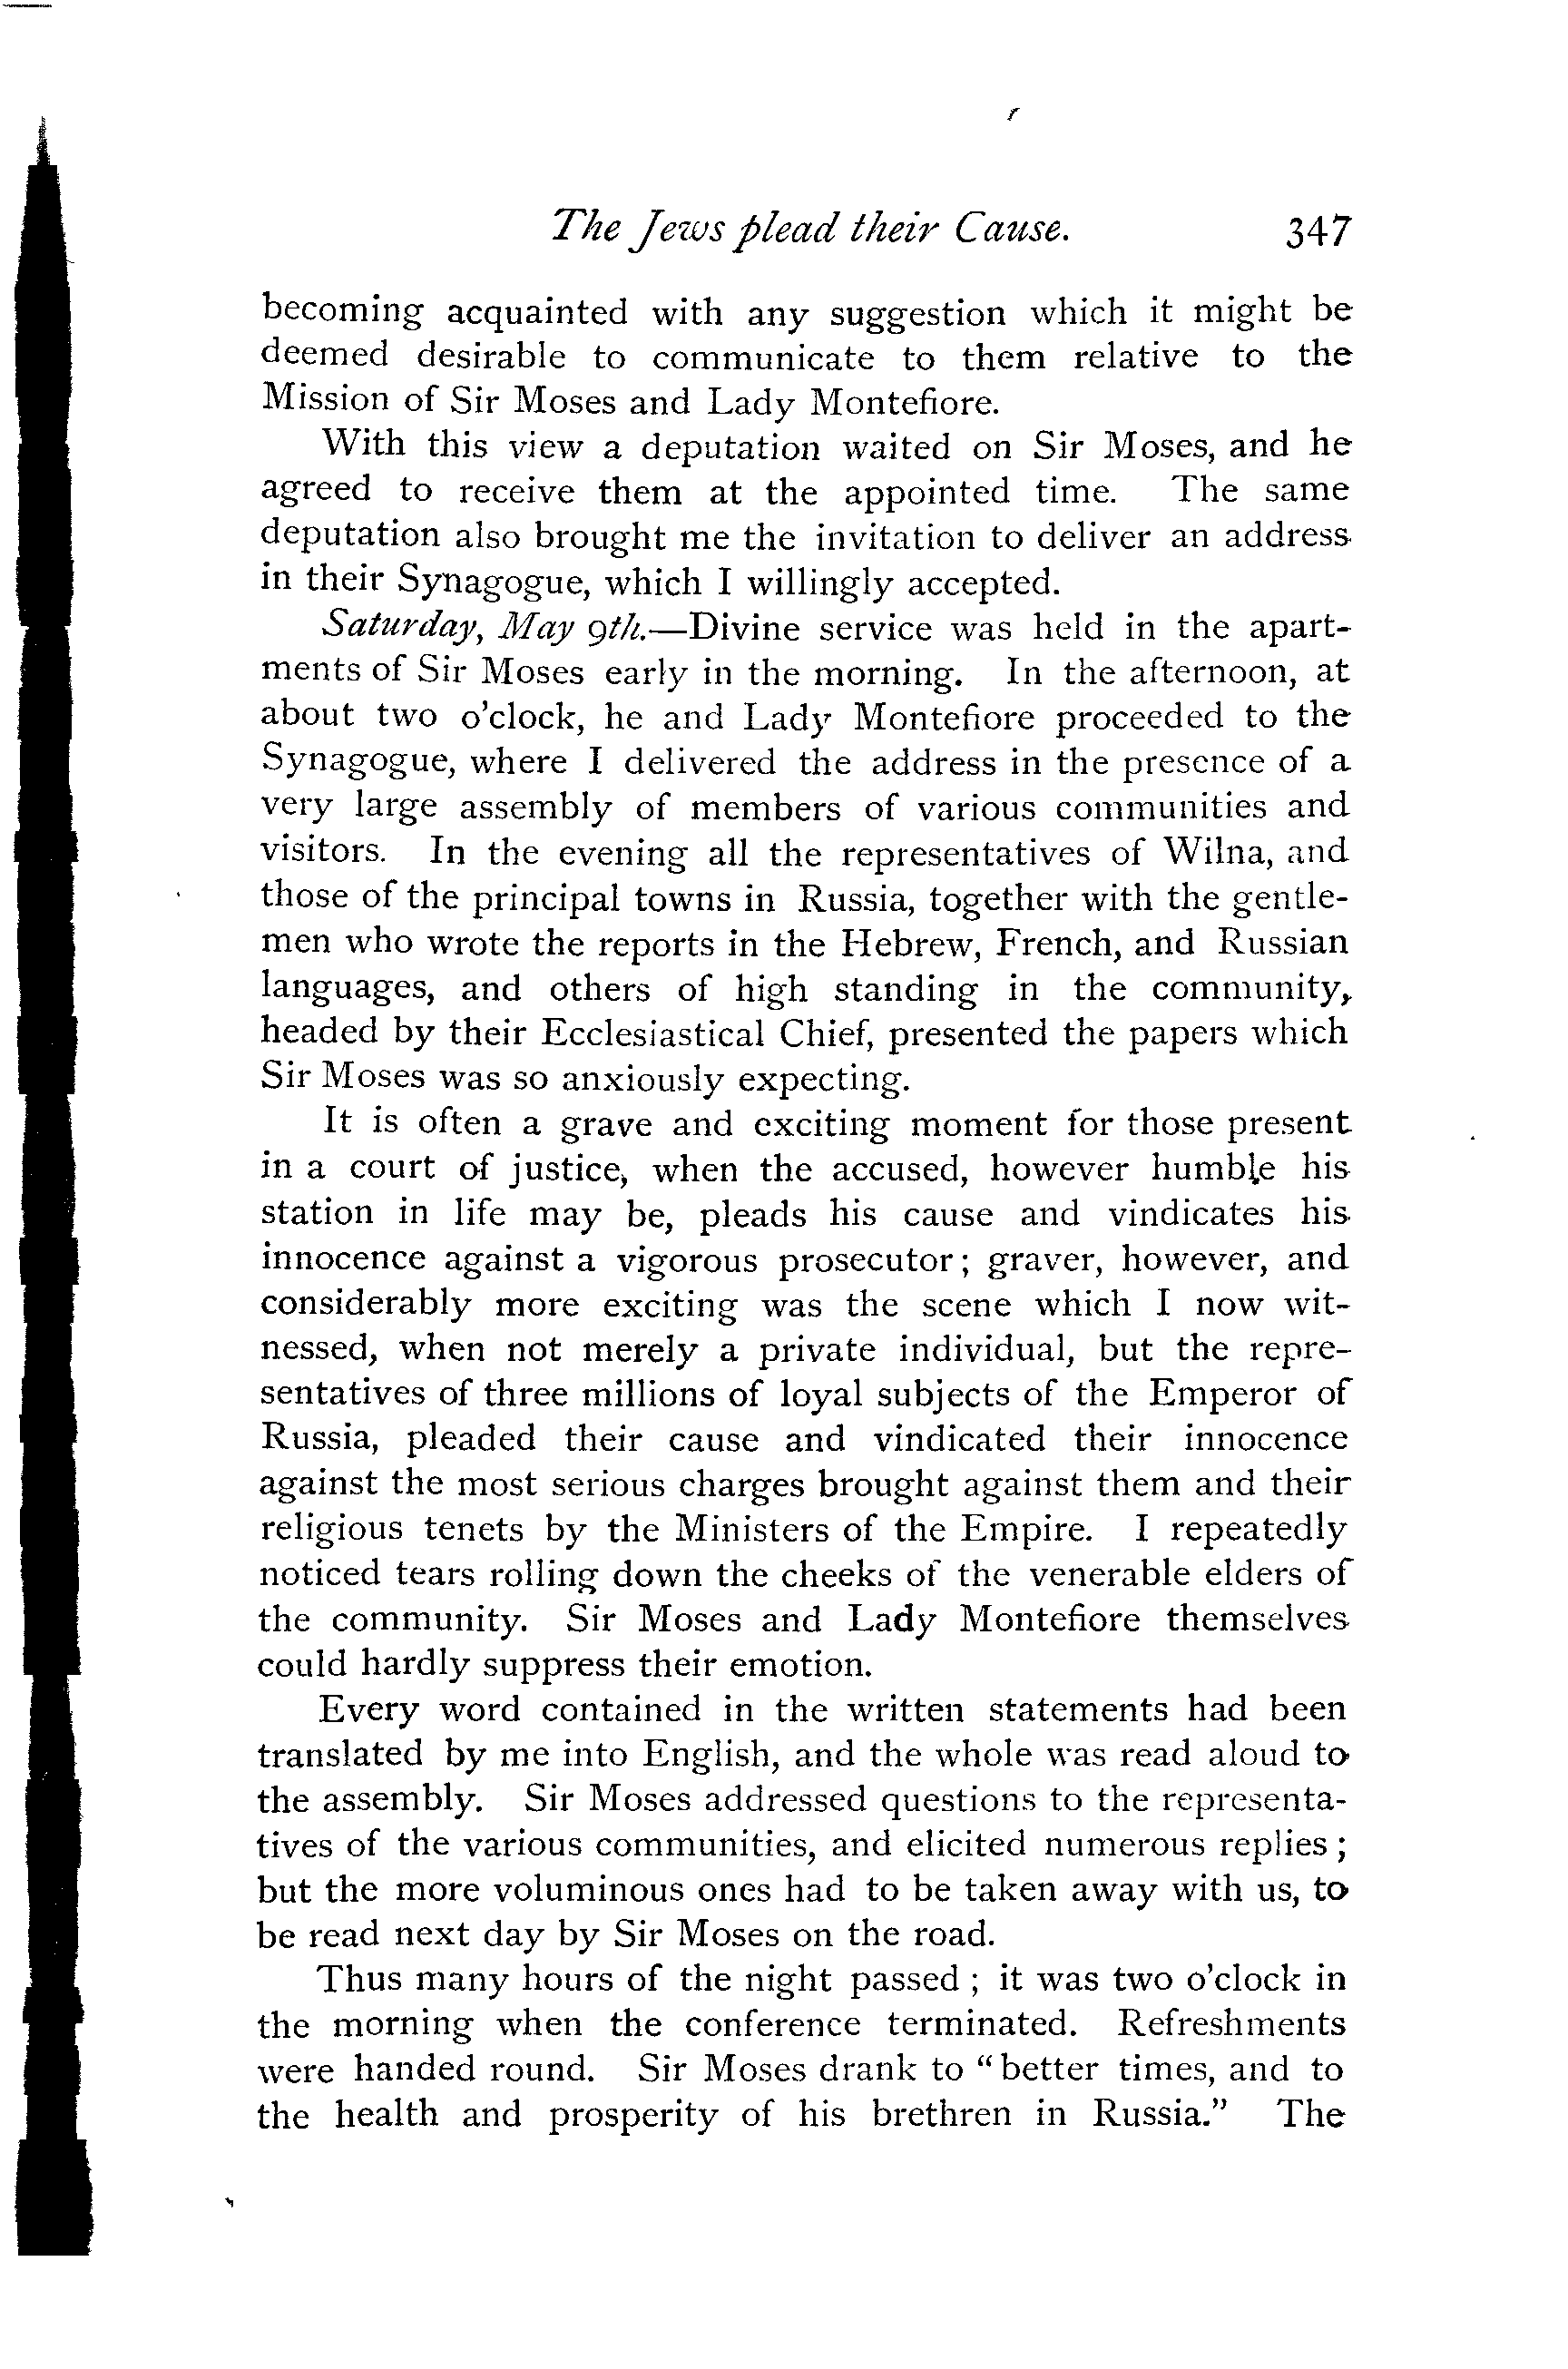 The Jews plead their Cause. 347
becoming acquainted with any suggestion which it might be
deemed desirable to communicate to them relative to the
Mission of Sir Moses and Lady Montefiore.
With this view a deputation waited on Sir Moses, and he
agreed to receive them at the appointed time. The same
deputation also brought me the invitation to deliver an address
in their Synagogue, which I willingly accepted.
Saturday, May 9th.—Divine service was held in the apart-
ments of Sir Moses early in the morning. In the afternoon, at
about two o'clock, he and Lady Montefiore proceeded to the
Synagogue, where I delivered the address in the presence of a
very large assembly of members of various communities and
visitors. In the evening all the representatives of Wilna, and
those of the principal towns in Russia, together with the gentle-
men who wrote the reports in the Hebrew, French, and Russian
languages, and others of high standing in the community,
headed by their Ecclesiastical Chief, presented the papers which
Sir Moses was so anxiously expecting.
It is often a grave and exciting moment for those present
in a court of justice, when the accused, however humble his
station in life may be, pleads his cause and vindicates his
innocence against a vigorous prosecutor; graver, however, and
considerably more exciting was the scene which I now wit-
nessed, when not merely a private individual, but the repre-
sentatives of three millions of loyal subjects of the Emperor of
Russia, pleaded their cause and vindicated their innocence
against the most serious charges brought against them and their
religious tenets by the Ministers of the Empire. I repeatedly
noticed tears rolling down the cheeks of the venerable elders of
the community. Sir Moses and Lady Montefiore themselves
could hardly suppress their emotion.
Every word contained in the written statements had been
translated by me into English, and the whole was read aloud to
the assembly. Sir Moses addressed questions to the representa-
tives of the various communities, and elicited numerous replies;
but the more voluminous ones had to be taken away with us, to
be read next day by Sir Moses on the road.
Thus many hours of the night passed; it was two o'clock in
the morning when the conference terminated. Refreshments
were handed round. Sir Moses drank to "better times, and to
the health and prosperity of his brethren in Russia." The